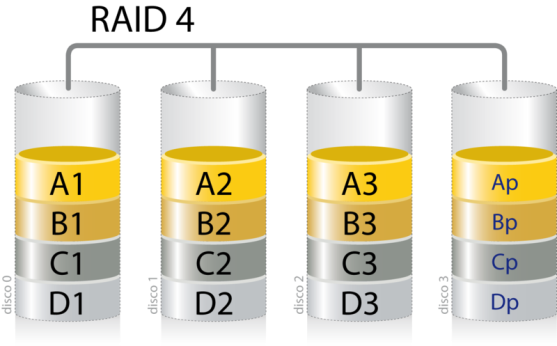 RAID 4
A1 A2 A3 Ap
B1 B2 B3 Bp
C1 C2 C3 Cp
D1 D2 D3 Dp
disco 0 disco 1 disco 2 disco 3